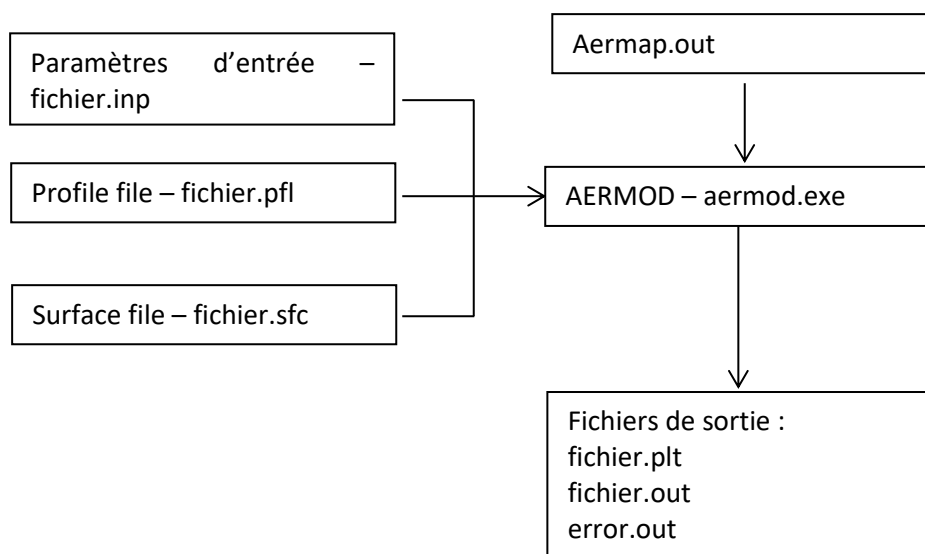 Paramètres d'entrée –
fichier.inp
Aermap.out
Profile file – fichier.pfl
AERMOD – aermod.exe
Surface file – fichier.sfc
Fichiers de sortie :
fichier.plt
fichier.out
error.out